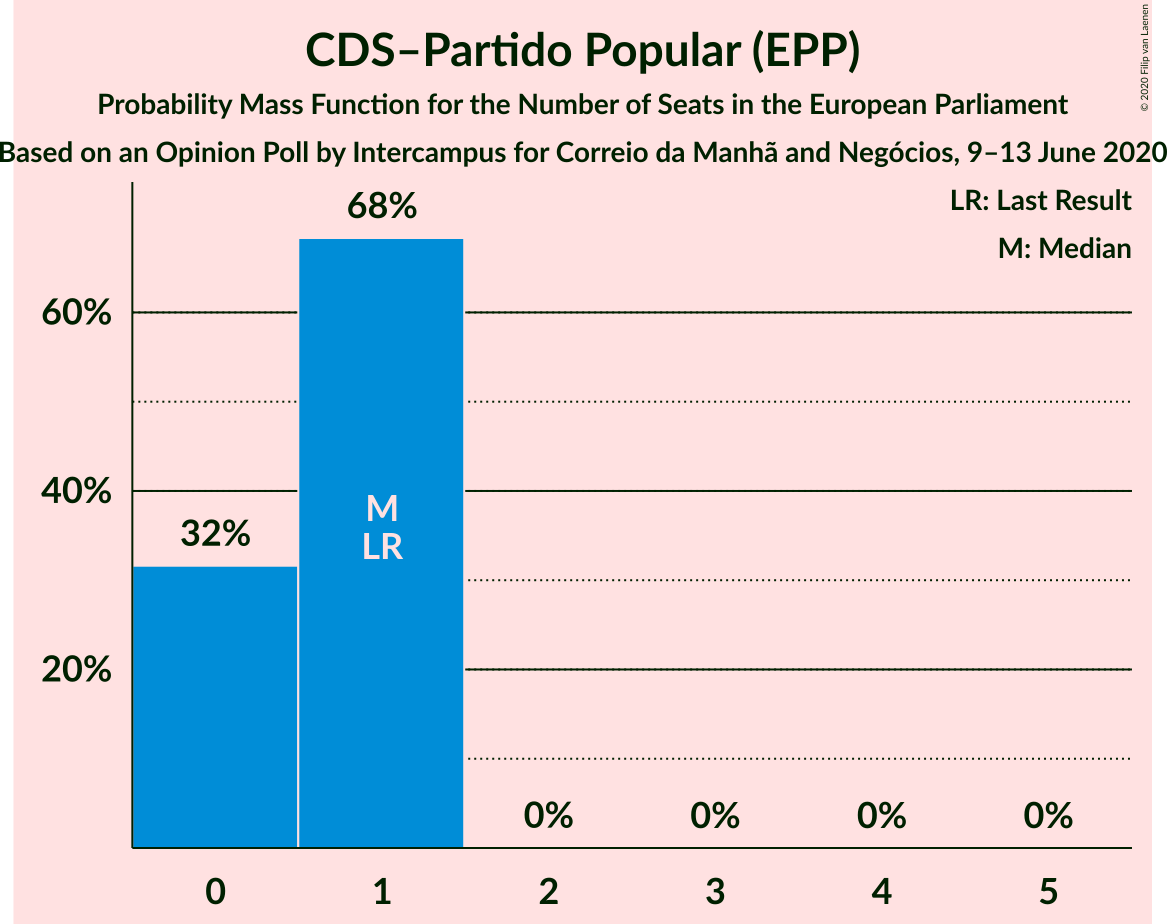 CDS–Partido Popular (EPP)
Probability Mass Function for the Number of Seats in the European Parliament
Based on an Opinion Poll by Intercampus for Correio da Manhã and Negócios, 9–13 June 2020
© 2020 Filip van Laenen
LR: Last Result
M: Median
68%
60%
40%
M
LR
32%
20%
0% 0% 0% 0%
0 1 2 3 4 5